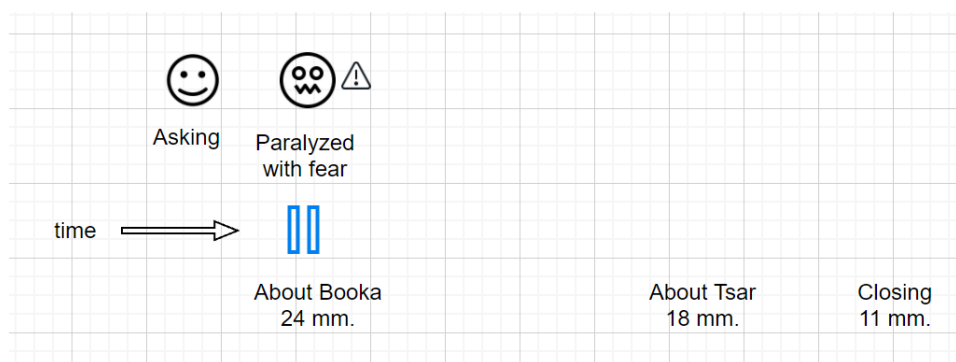 Asking
Paralyzed
with fear
time
About Booka
24 mm.
About Tsar
18 mm.
Closing
11 mm.